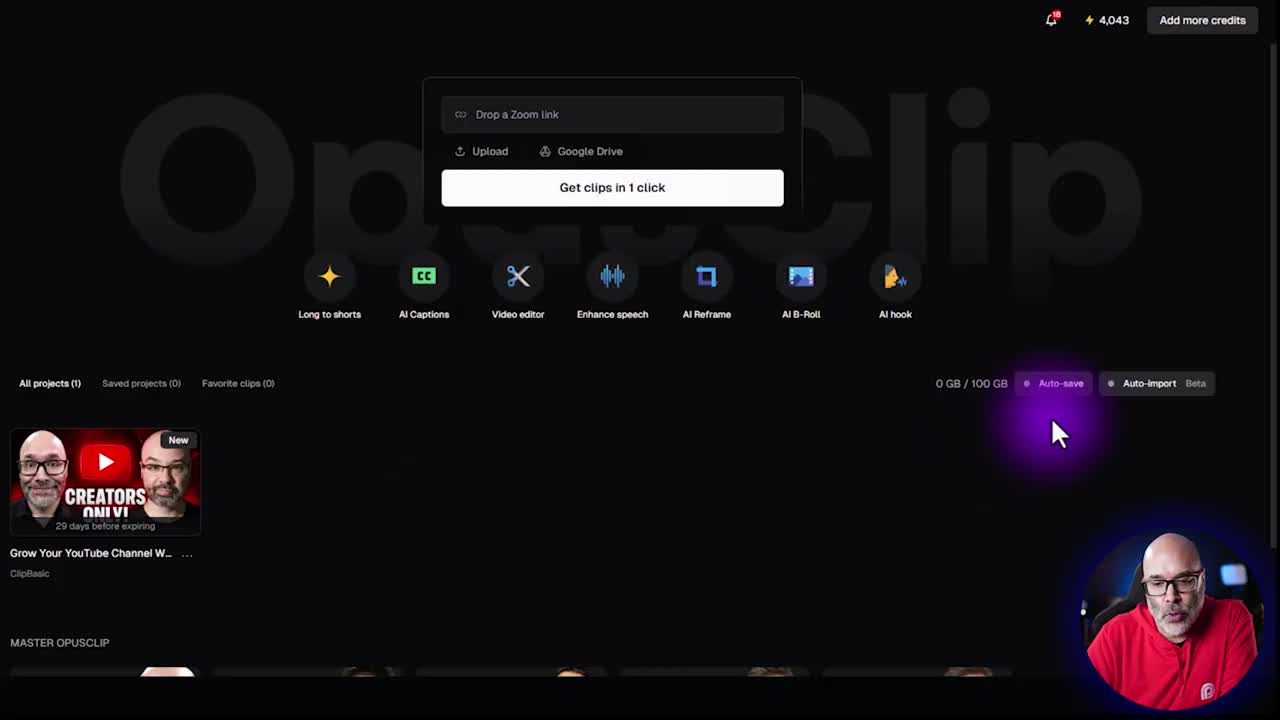 18
4,043
Add more credits
OpusClip
Drop a Zoom link
Upload
Google Drive
Get clips in 1 click
Long to shorts
AI Captions
Video editor
Enhance speech
AI Reframe
AI B-Roll
AI hook
All projects (1)
Saved projects (0)
Favorite clips (0)
0 GB / 100 GB
Auto-save
Auto-import Beta
New
CREATORS
ONLY!
29 days before expiring
Grow Your YouTube Channel W... ...
ClipBasic
MASTER OPUSCLIP